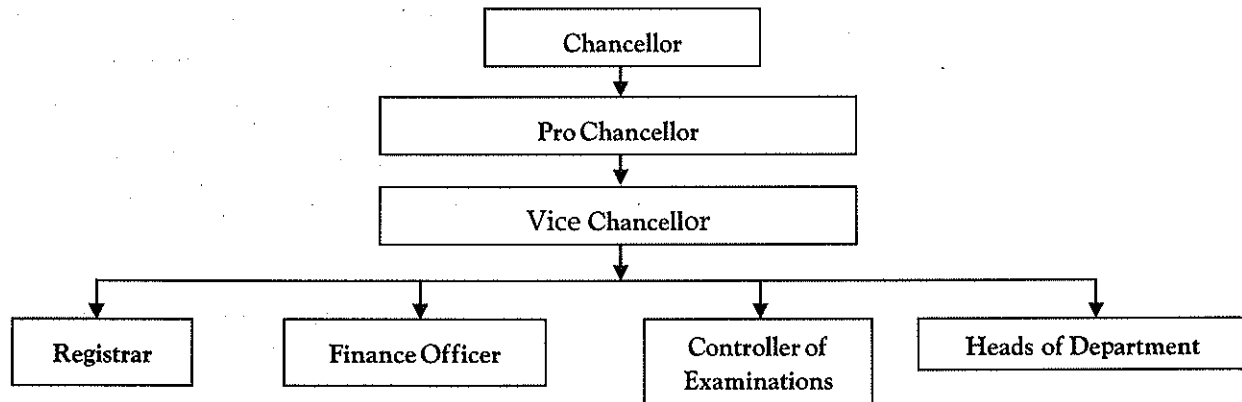 Chancellor
Pro Chancellor
Vice Chancellor
Registrar
Finance Officer
Controller of
Examinations
Heads of Department